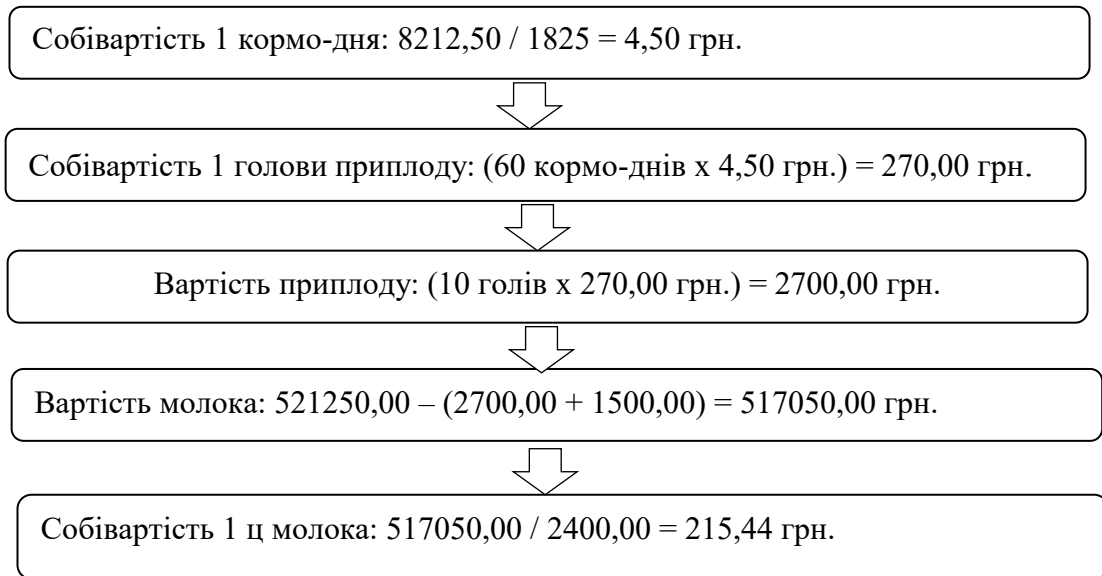 Собівартість 1 кормо-дня: 8212,50 / 1825 = 4,50 грн.
Собівартість 1 голови приплоду: (60 кормо-днів х 4,50 грн.) = 270,00 грн.
Вартість приплоду: (10 голів х 270,00 грн.) = 2700,00 грн.
Вартість молока: 521250,00 – (2700,00 + 1500,00) = 517050,00 грн.
Собівартість 1 ц молока: 517050,00 / 2400,00 = 215,44 грн.